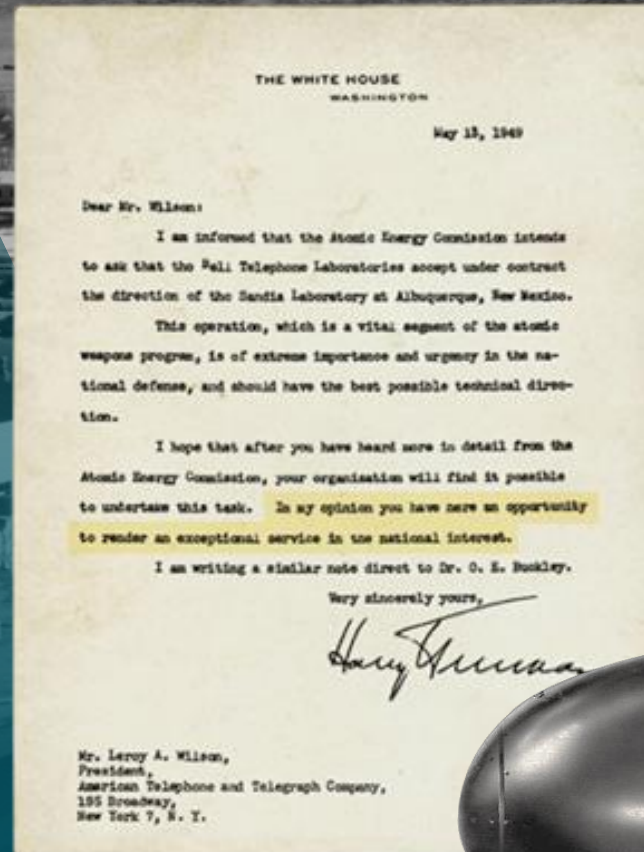 THE WHITE HOUSE
WASHINGTON
May 13, 1949
Dear Mr. Wilson:
I am informed that the Atomic Energy Commission intends
to ask that the Bell Telephone Laboratories accept under contract
the direction of the Sandia Laboratory at Albuquerque, New Mexico.
This operation, which is a vital segment of the atomic
weapons program, is of extreme importance and urgency in the na-
tional defense, and should have the best possible technical direc-
tion.
I hope that after you have heard more in detail from the
Atomic Energy Commission, your organization will find it possible
to undertake this task. In my opinion you have here an opportunity
to render an exceptional service in the national interest.
I am writing a similar note direct to Dr. O. E. Buckley.
Very sincerely yours,
Harry Truman
Mr. Leroy A. Wilson,
President,
American Telephone and Telegraph Company,
195 Broadway,
New York 7, N. Y.